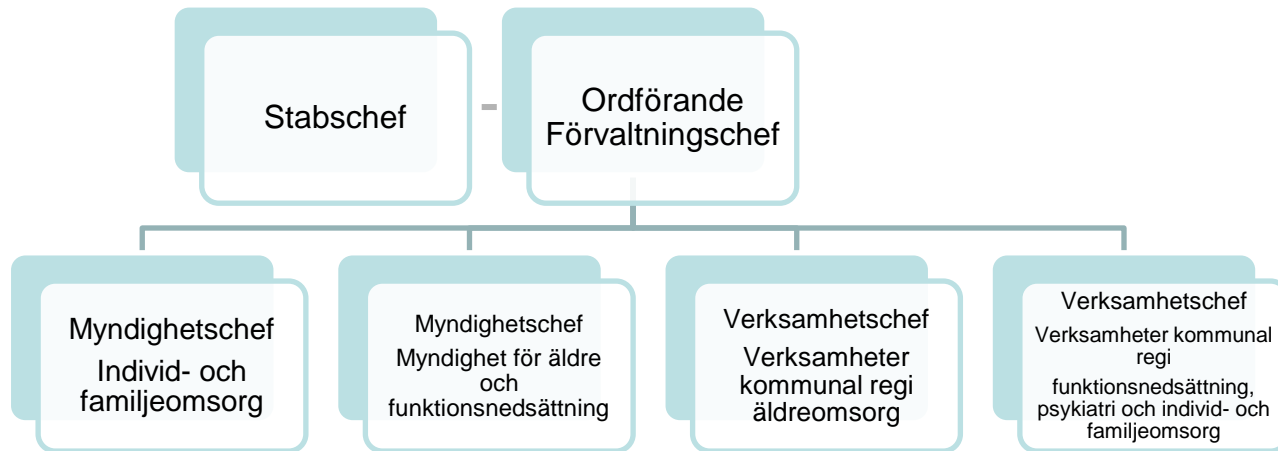 Stabschef
Ordförande
Förvaltningschef
Myndighetschef
Individ- och
familjeomsorg
Myndighetschef
Myndighet för äldre
och
funktionsnedsättning
Verksamhetschef
Verksamheter
kommunal regi
äldreomsorg
Verksamhetschef
Verksamheter kommunal
regi
funktionsnedsättning,
psykiatri och individ- och
familjeomsorg